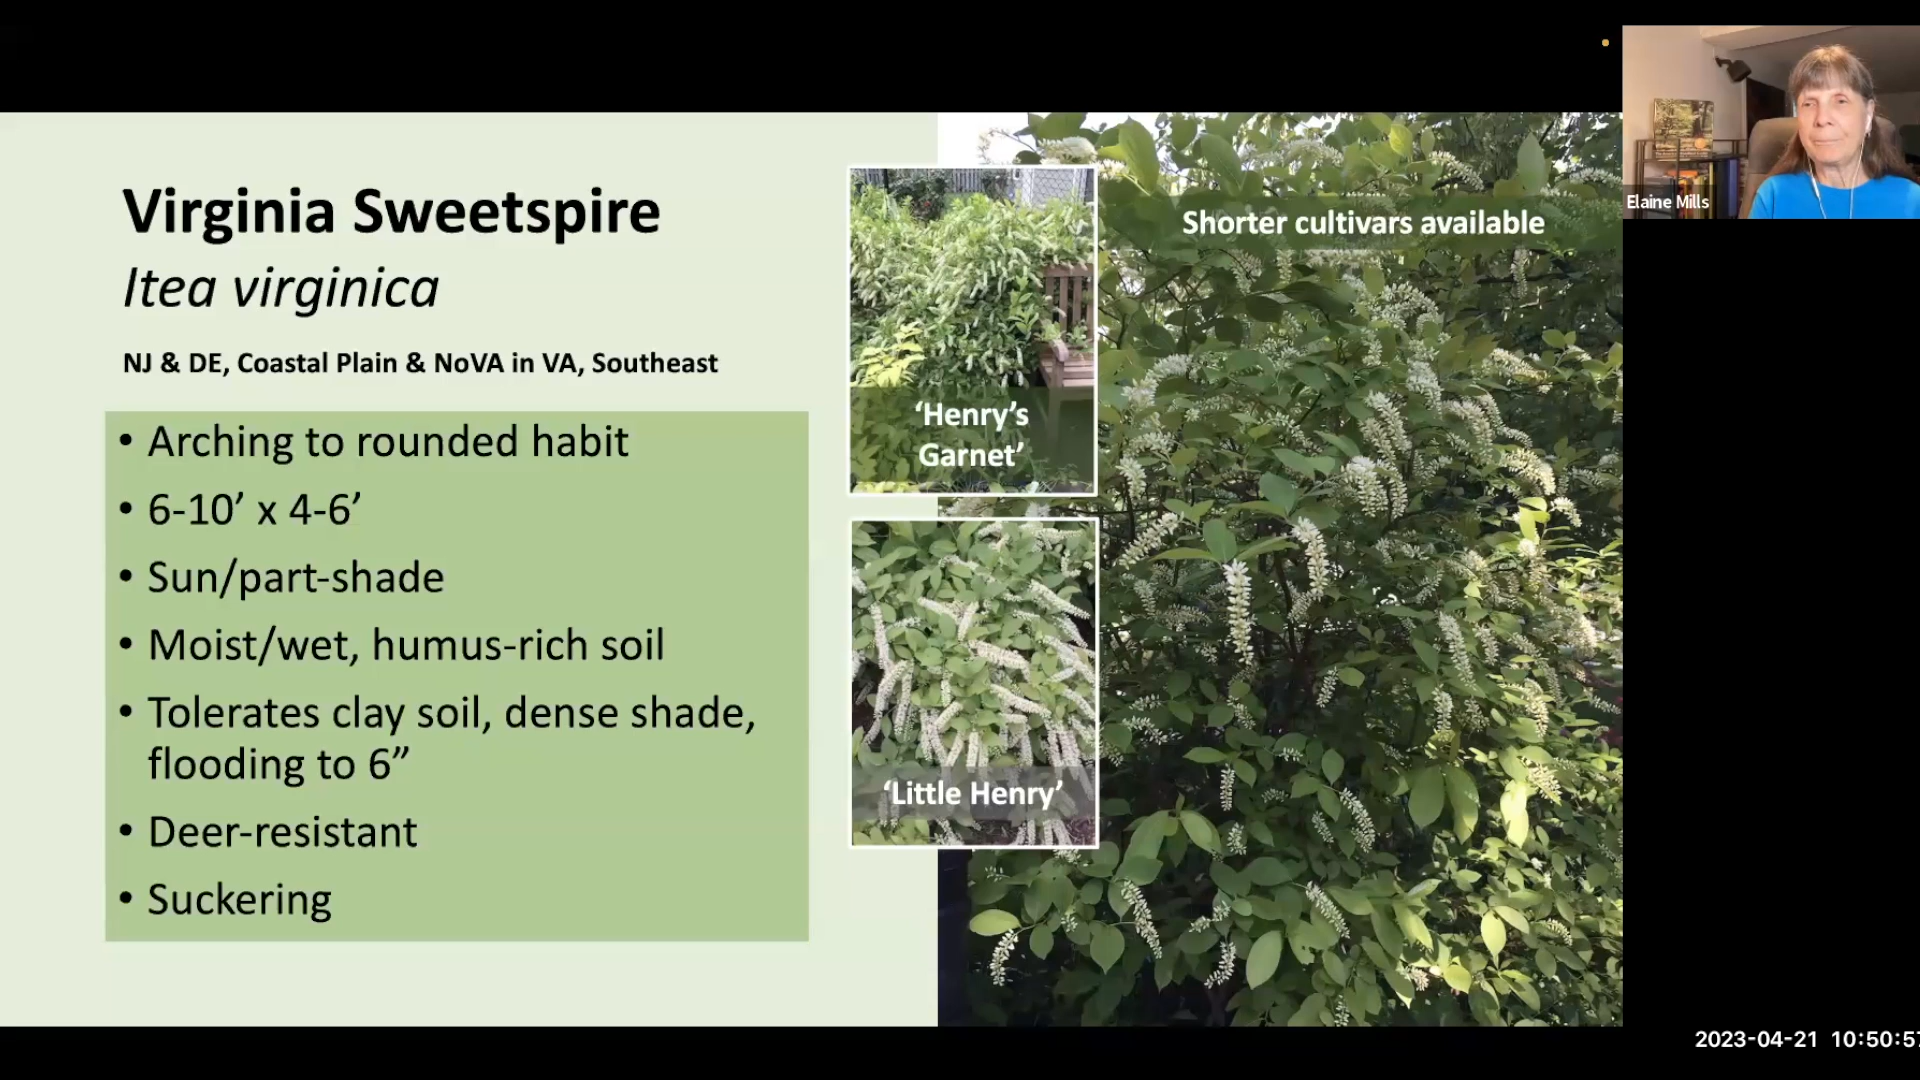 Virginia Sweetspire
Itea virginica
NJ & DE, Coastal Plain & NoVA in VA, Southeast
• Arching to rounded habit
• 6-10’ x 4-6’
• Sun/part-shade
• Moist/wet, humus-rich soil
• Tolerates clay soil, dense shade,
flooding to 6”
• Deer-resistant
• Suckering
‘Henry’s
Garnet’
‘Little Henry’
Shorter cultivars available
Elaine Mills
2023-04-21 10:50:57